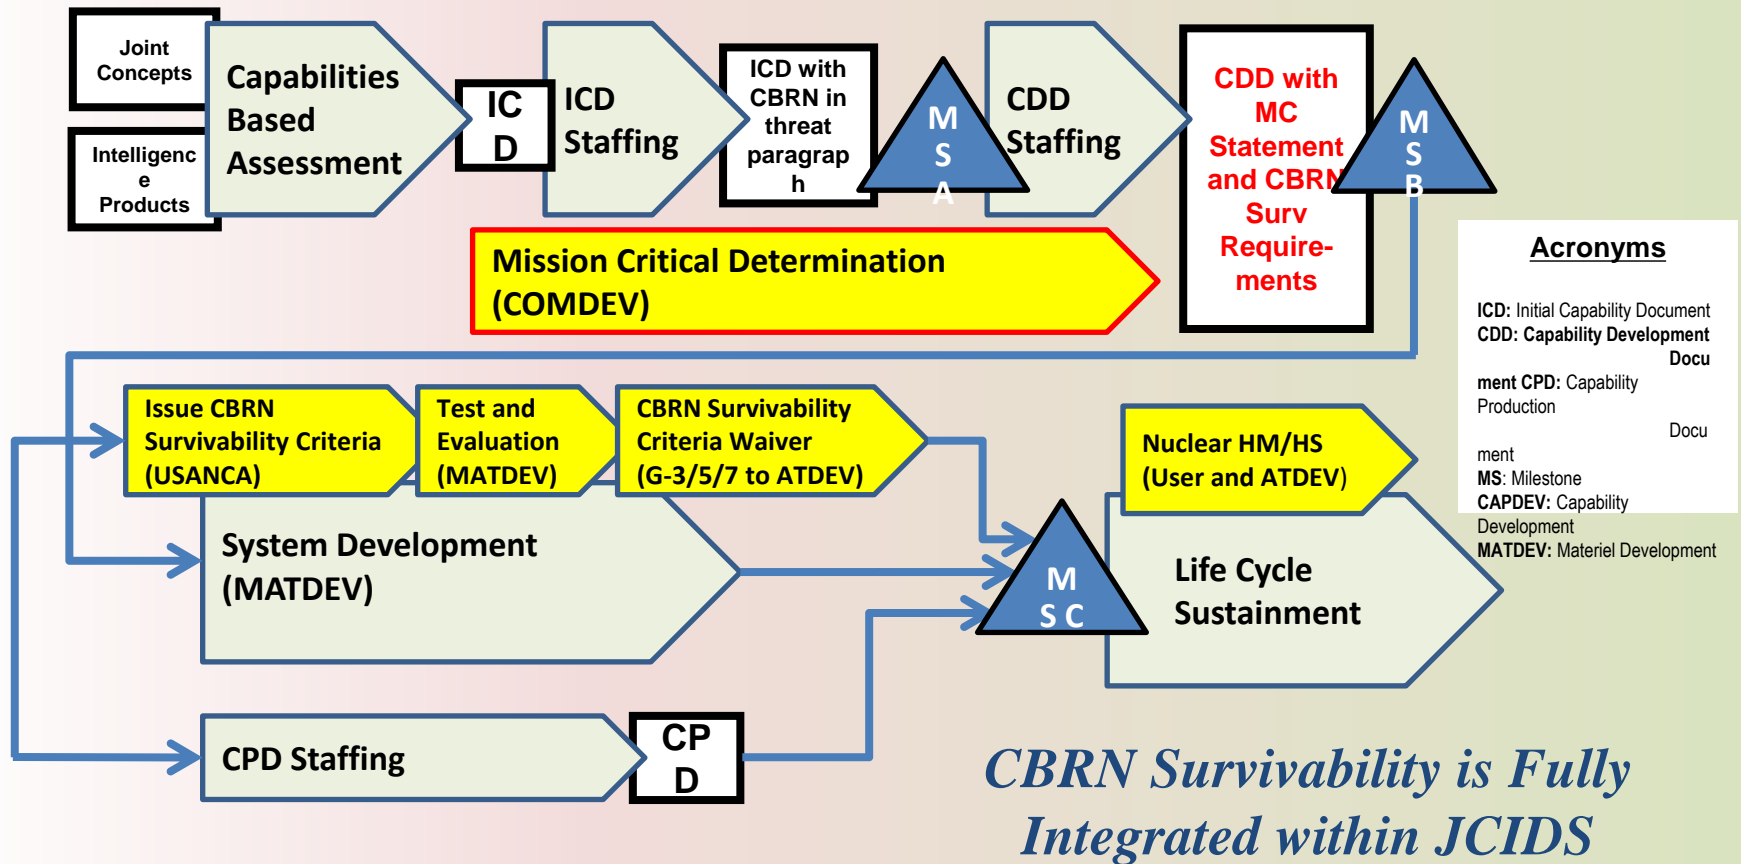 Joint
Concepts
Intelligenc
e
Products
Capabilities
Based
Assessment
IC
D
ICD
Staffing
ICD with
CBRN in
threat
paragrap
h
M
S
A
CDD
Staffing
CDD with
MC
Statement
and CBRN
Surv
Require-
ments
M
S
B
Mission Critical Determination
(COMDEV)
Acronyms
ICD: Initial Capability Document
CDD: Capability Development
Docu
ment CPD: Capability
Production
Docu
ment
MS: Milestone
CAPDEV: Capability
Development
MATDEV: Materiel Development
Issue CBRN
Survivability Criteria
(USANCA)
Test and
Evaluation
(MATDEV)
CBRN Survivability
Criteria Waiver
(G-3/5/7 to ATDEV)
Nuclear HM/HS
(User and ATDEV)
System Development
(MATDEV)
M
S C
Life Cycle
Sustainment
CPD Staffing
CP
D
CBRN Survivability is Fully
Integrated within JCIDS